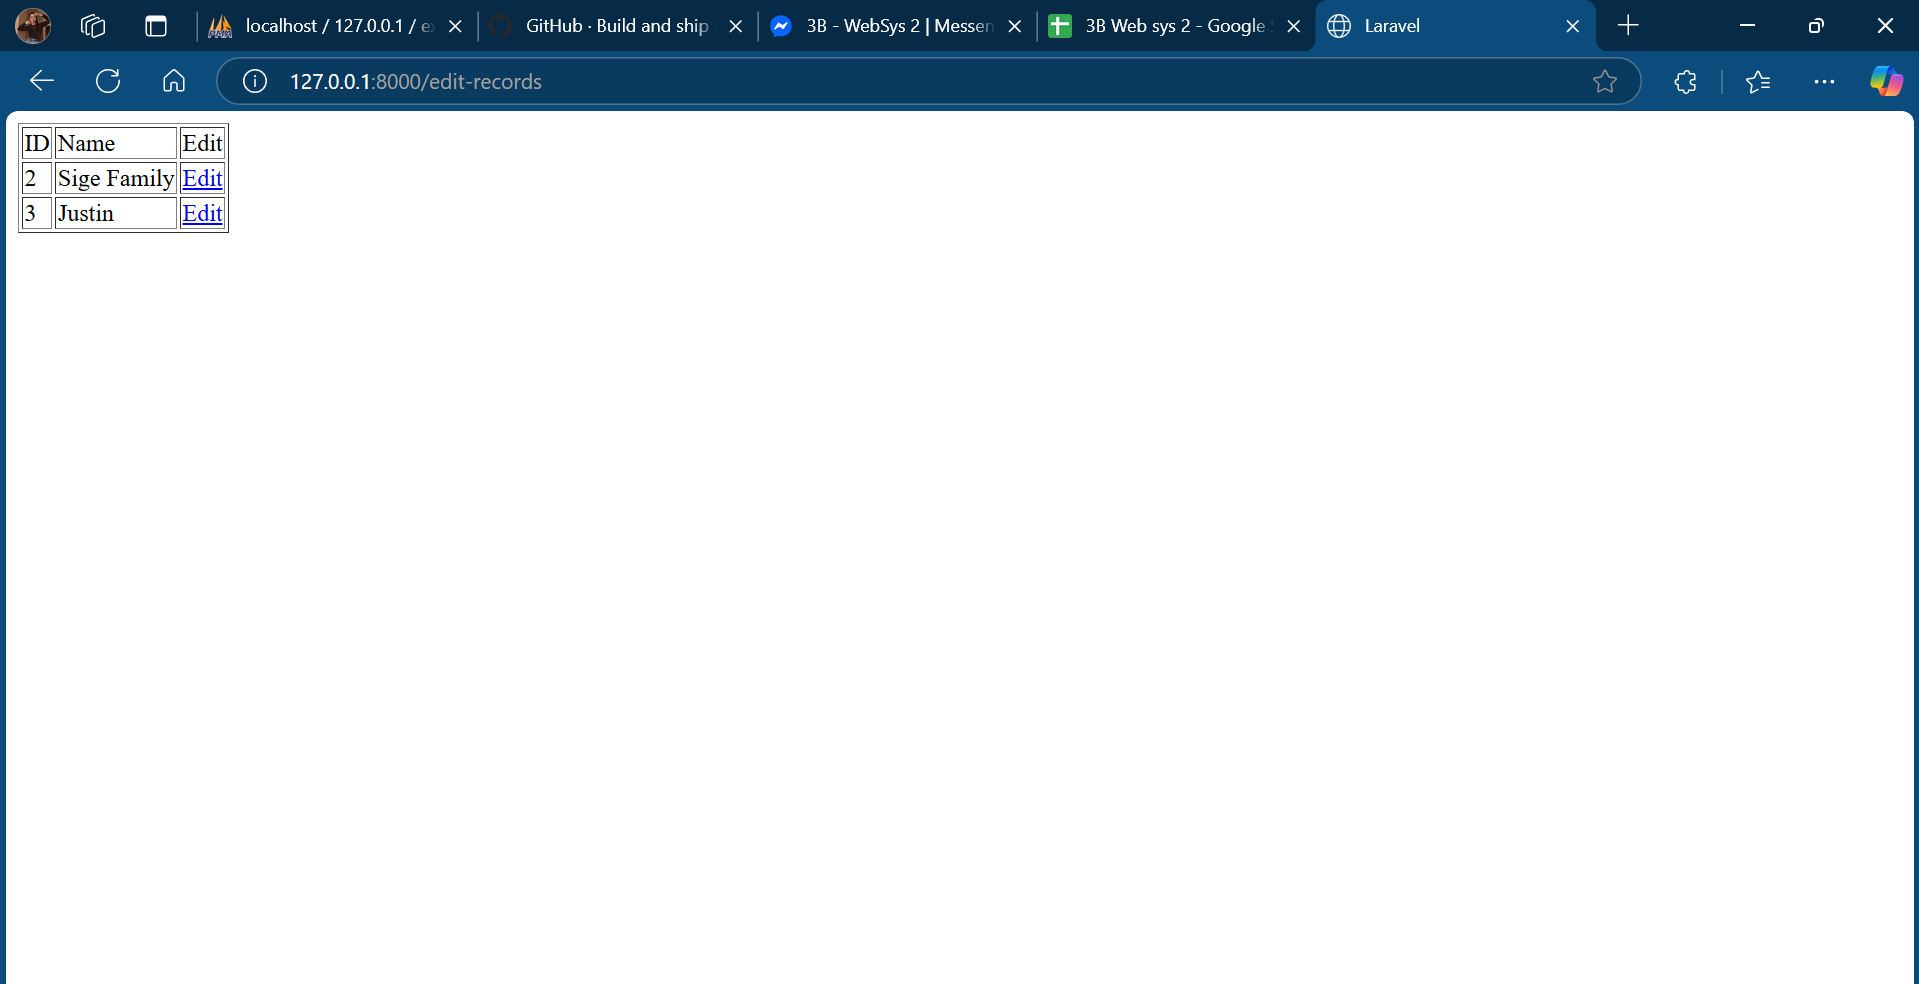 localhost / 127.0.0.1 / e
GitHub · Build and ship
3B - WebSys 2 | Messen
3B Web sys 2 - Google
Laravel
127.0.0.1:8000/edit-records
ID Name Edit
2 Sige Family Edit
3 Justin Edit